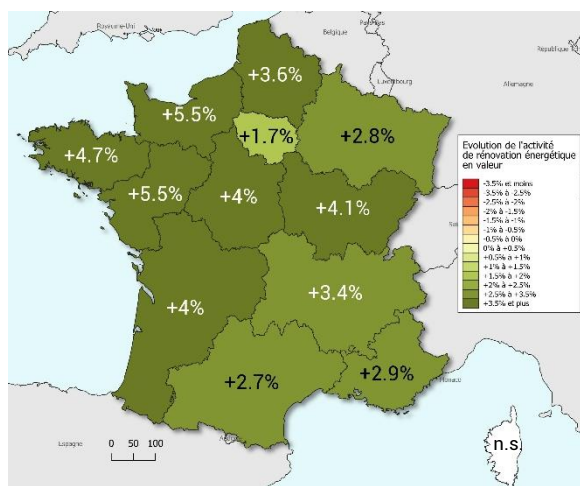 Royaume-Uni
Belgique
Luxembourg
Allemagne
+3.6%
+5.5%
+1.7%
+2.8%
+4.7%
+5.5%
+4%
+4.1%
+4%
+3.4%
+2.7%
+2.9%
Monaco
Espagne
n.s
0 50 100
Evolution de l'activité
de rénovation énergétique
en valeur
-3.5% et moins
-3.5% à -2.5%
-2.5% à -2%
-2% à -1.5%
-1.5% à -1%
-1% à -0.5%
-0.5% à 0%
0% à +0.5%
+0.5% à +1%
+1% à +1.5%
+1.5% à +2%
+2% à +2.5%
+2.5% à +3.5%
+3.5% et plus